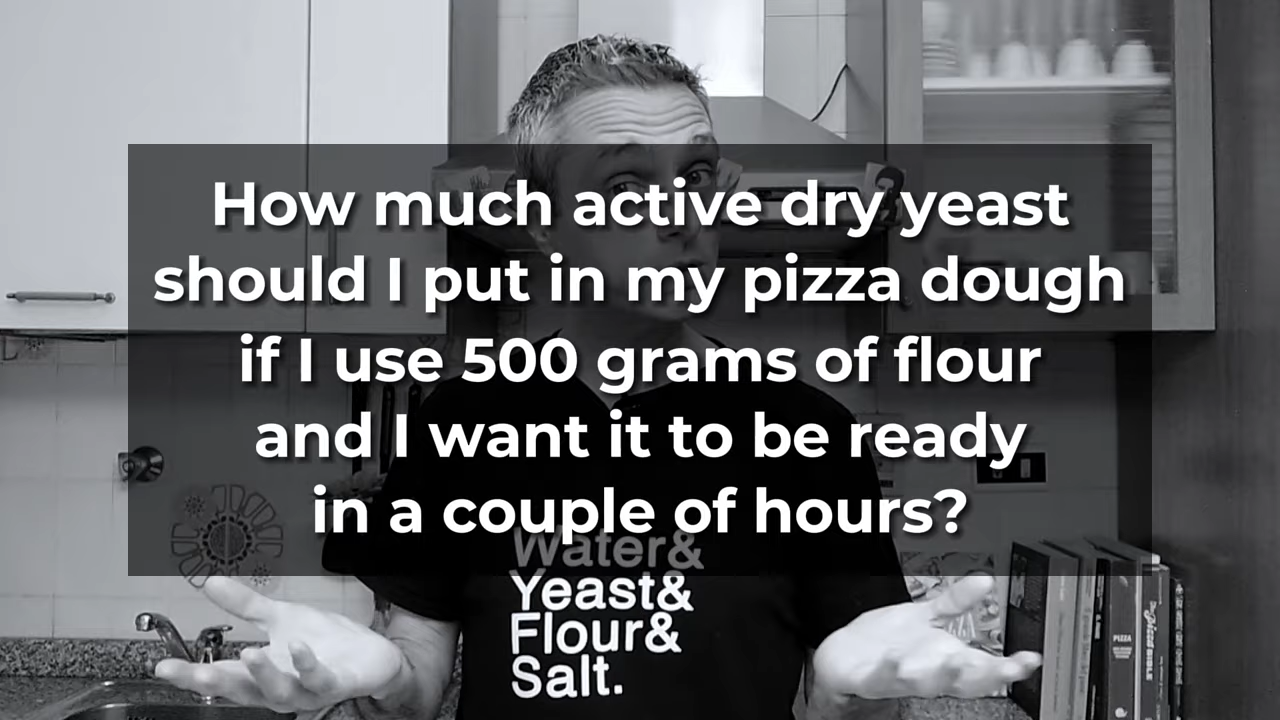 How much active dry yeast
should I put in my pizza dough
if I use 500 grams of flour
and I want it to be ready
in a couple of hours?
Water&
Yeast&
Flour&
Salt.
PIZZA